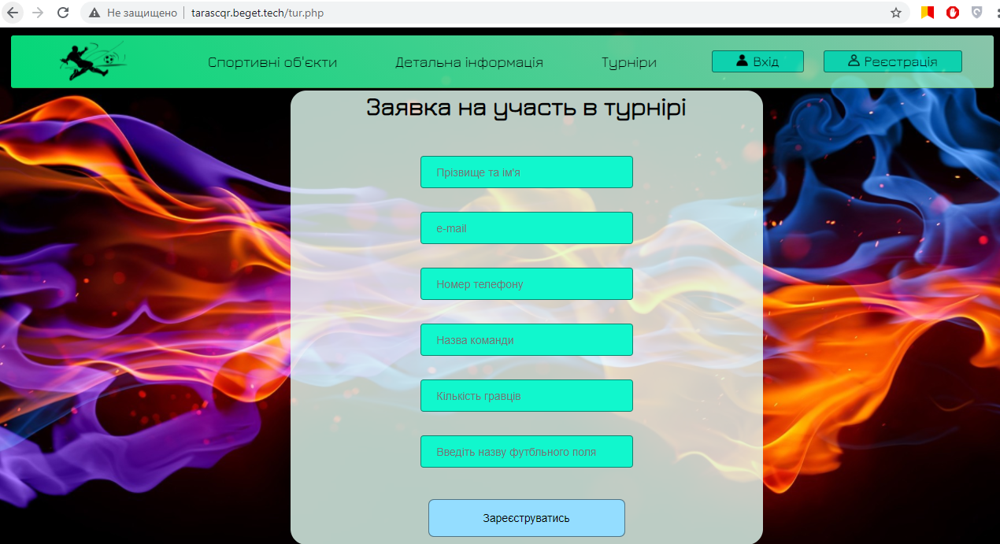 Не защищено tarascqr.beget.tech/tur.php
Спортивні об'єкти Детальна інформація Турніри Вхід Реєстрація
Заявка на участь в турнірі
Прізвище та ім'я
e-mail
Номер телефону
Назва команди
Кількість гравців
Введіть назву футбльного поля
Зареєструватись